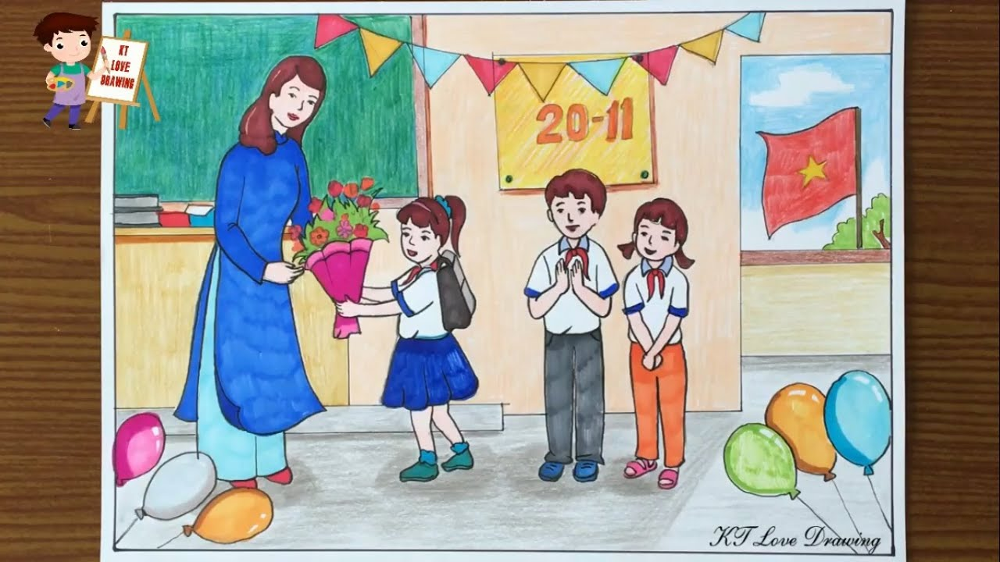 KT
LOVE
DRAWING
20-11
KT Love Drawing